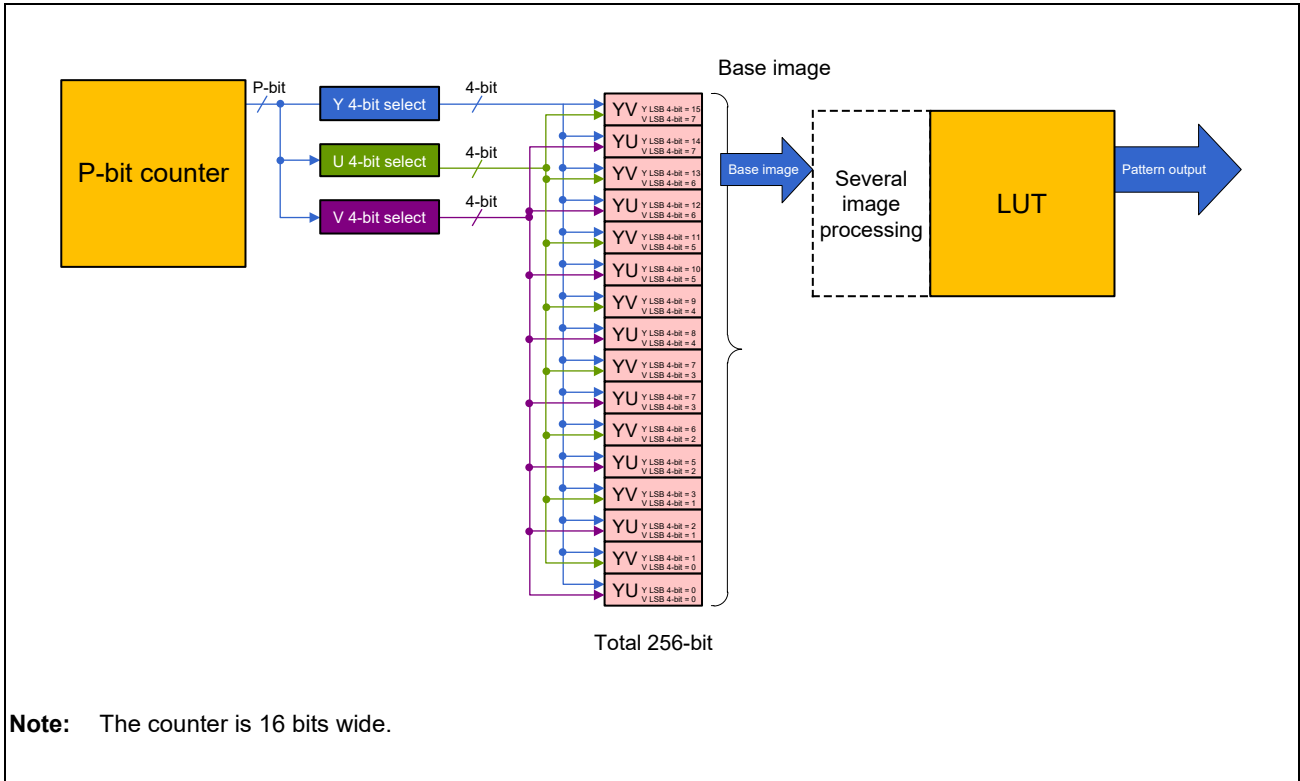 Base image
P-bit counter
P-bit
Y 4-bit select
4-bit
U 4-bit select
4-bit
V 4-bit select
4-bit
YV Y LSB 4-bit = 15
V LSB 4-bit = 7
YU Y LSB 4-bit = 14
V LSB 4-bit = 7
YV Y LSB 4-bit = 13
V LSB 4-bit = 6
YU Y LSB 4-bit = 12
V LSB 4-bit = 6
YV Y LSB 4-bit = 11
V LSB 4-bit = 5
YU Y LSB 4-bit = 10
V LSB 4-bit = 5
YV Y LSB 4-bit = 9
V LSB 4-bit = 4
YU Y LSB 4-bit = 8
V LSB 4-bit = 4
YV Y LSB 4-bit = 7
V LSB 4-bit = 3
YU Y LSB 4-bit = 7
V LSB 4-bit = 3
YV Y LSB 4-bit = 6
V LSB 4-bit = 2
YU Y LSB 4-bit = 5
V LSB 4-bit = 2
YV Y LSB 4-bit = 3
V LSB 4-bit = 1
YU Y LSB 4-bit = 2
V LSB 4-bit = 1
YV Y LSB 4-bit = 1
V LSB 4-bit = 0
YU Y LSB 4-bit = 0
V LSB 4-bit = 0
Total 256-bit
Base image
Several
image
processing
LUT
Pattern output
Note: The counter is 16 bits wide.